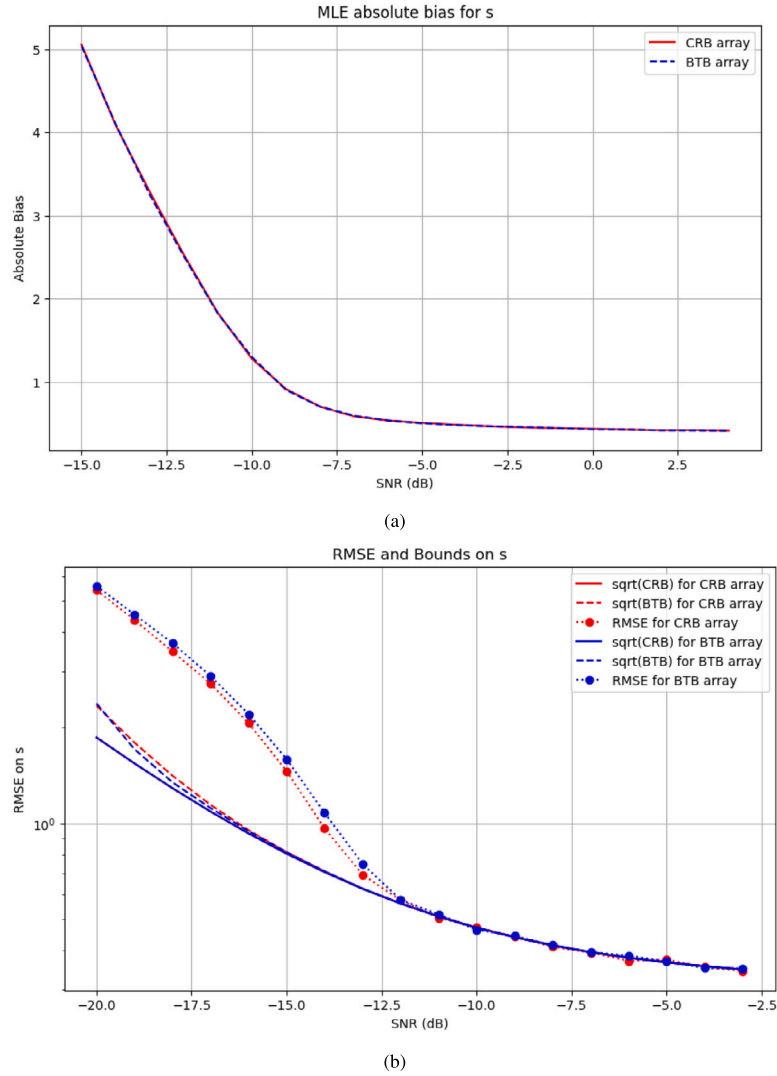 MLE absolute bias for s
CRB array
BTB array
5
4
3
2
1
Absolute Bias
−15.0 −12.5 −10.0 −7.5 −5.0 −2.5 0.0 2.5
SNR (dB)
(a)
RMSE and Bounds on s
sqrt(CRB) for CRB array
sqrt(BTB) for CRB array
RMSE for CRB array
sqrt(CRB) for BTB array
sqrt(BTB) for BTB array
RMSE for BTB array
RMSE on s
10⁰
−20.0 −17.5 −15.0 −12.5 −10.0 −7.5 −5.0 −2.5
SNR (dB)
(b)